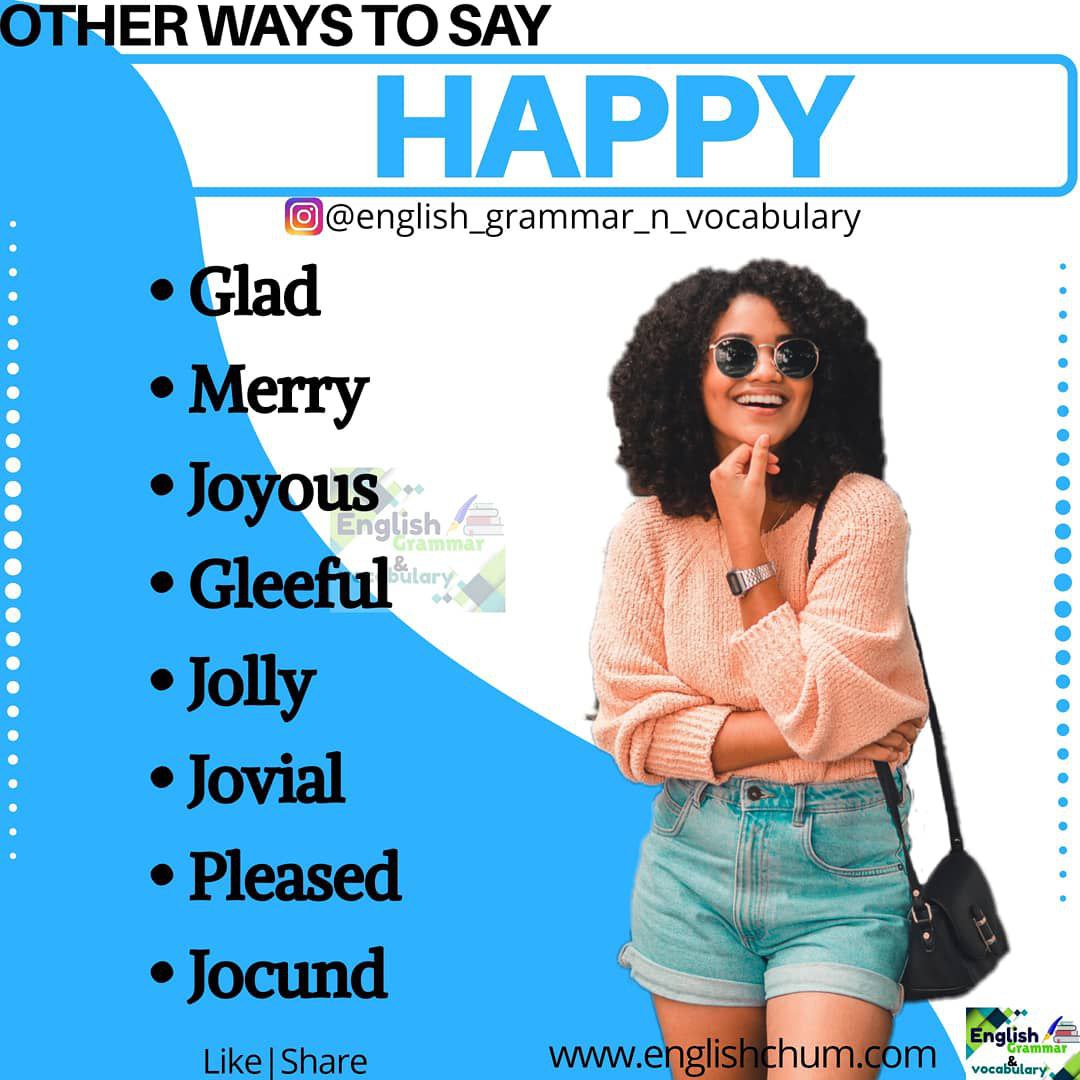 OTHER WAYS TO SAY
HAPPY
@english_grammar_n_vocabulary
• Glad
• Merry
• Joyous
English
Grammar
&
vocabulary
• Gleeful
• Jolly
• Jovial
• Pleased
• Jocund
Like|Share
www.englishchum.com
English
Grammar
&
vocabulary